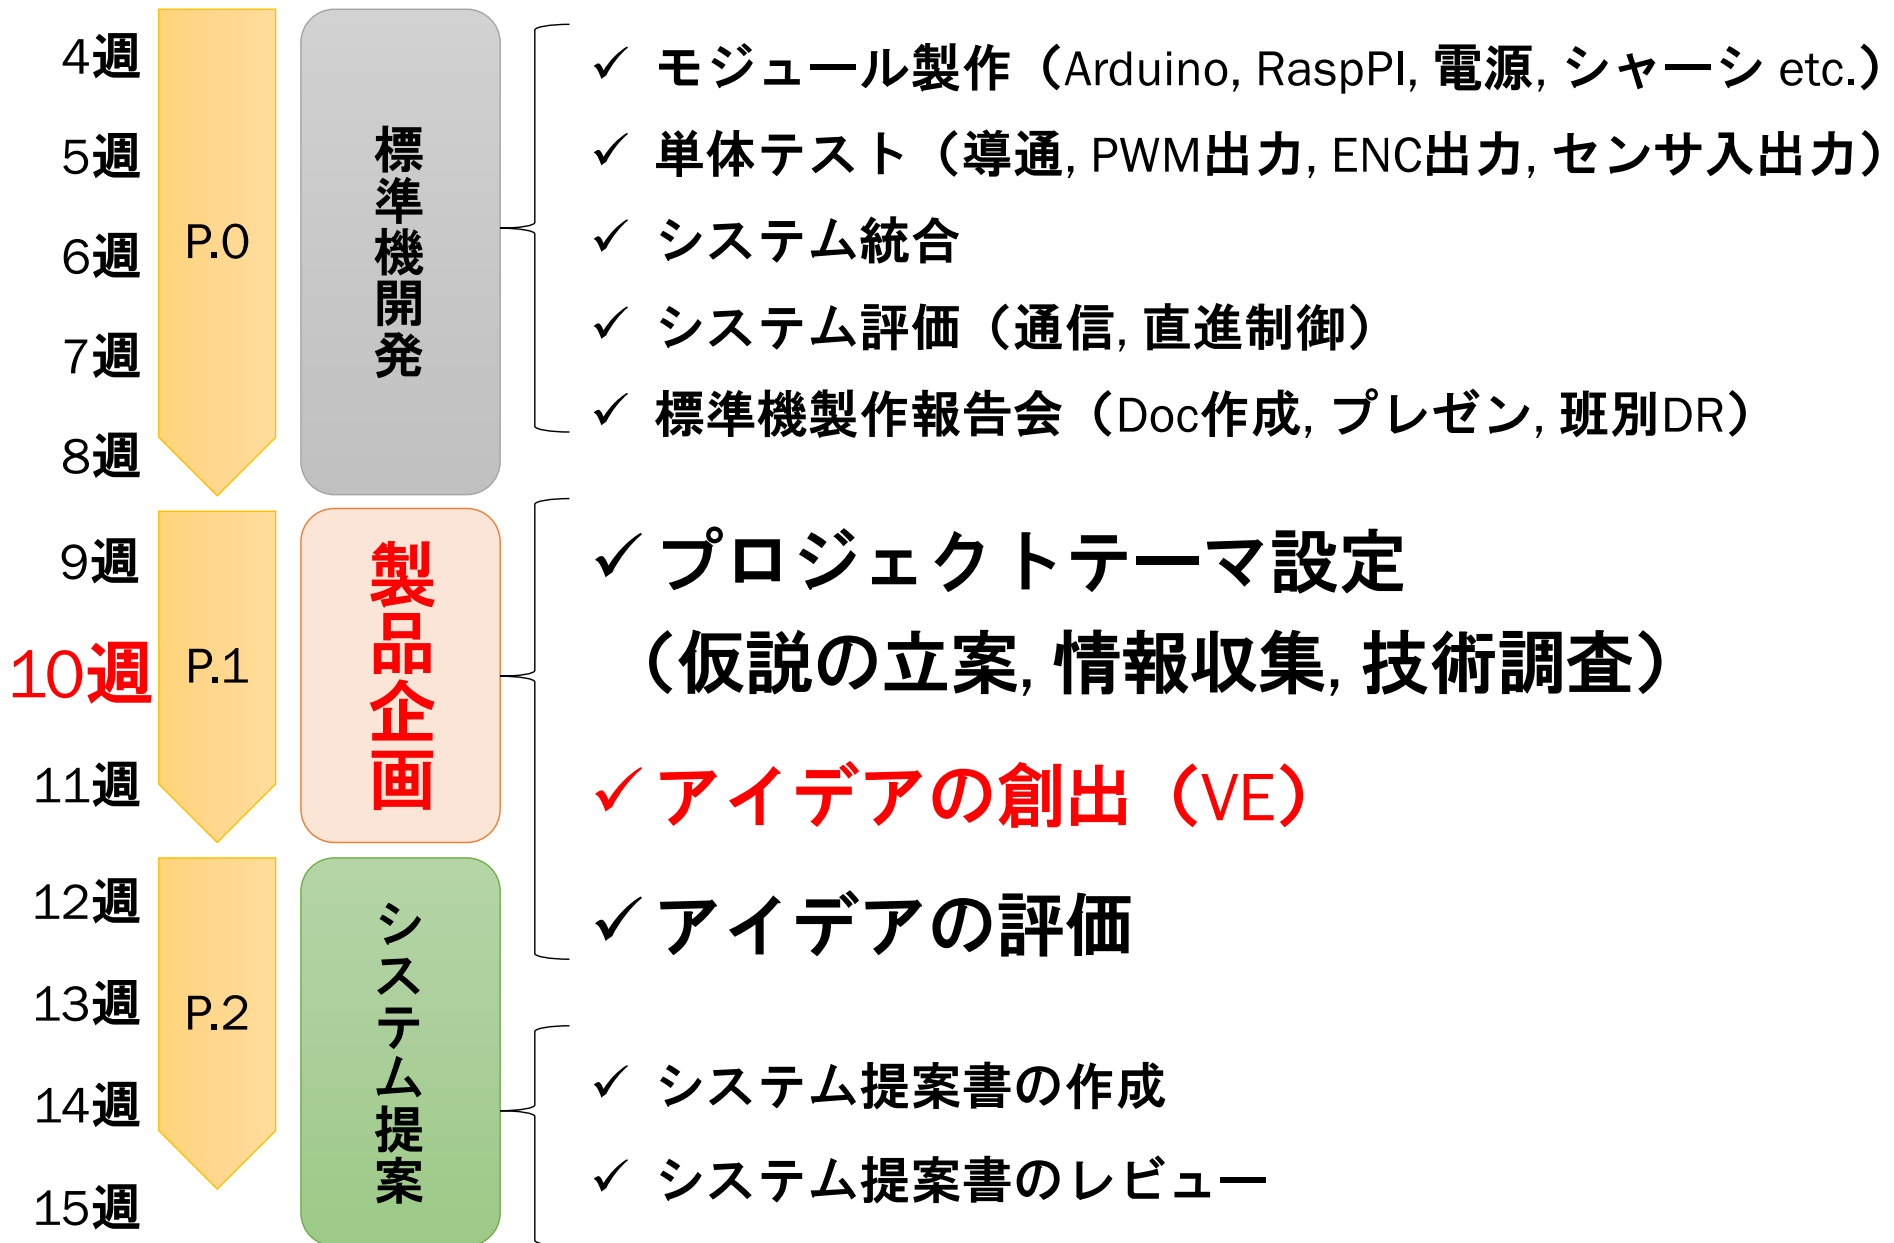 4週
5週
6週
7週
8週
P.0
標準機開発
✓ モジュール製作（Arduino, RaspPI, 電源, シャーシ etc.）
✓ 単体テスト（導通, PWM出力, ENC出力, センサ入出力）
✓ システム統合
✓ システム評価（通信, 直進制御）
✓ 標準機製作報告会（Doc作成, プレゼン, 班別DR）
9週
10週
11週
P.1
製品企画
✓ プロジェクトテーマ設定
（仮説の立案, 情報収集, 技術調査）
✓ アイデアの創出（VE）
✓ アイデアの評価
12週
13週
14週
15週
P.2
システム提案
✓ システム提案書の作成
✓ システム提案書のレビュー